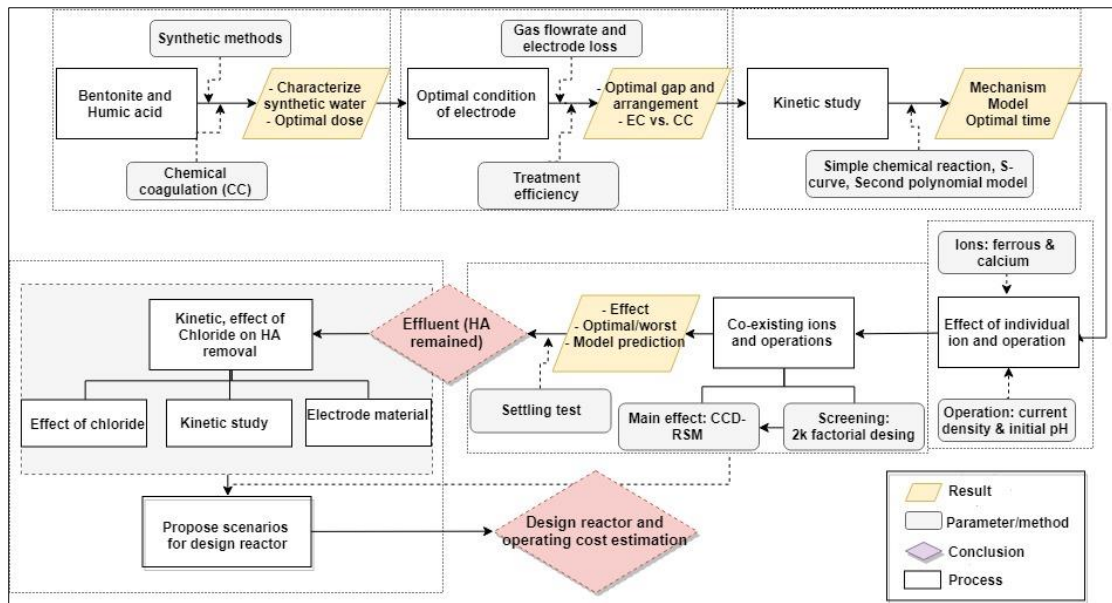 Synthetic methods
Bentonite and
Humic acid
- Characterize
synthetic water
- Optimal dose
Chemical
coagulation (CC)
Gas flowrate and
electrode loss
Optimal condition
of electrode
- Optimal gap and
arrangement
- EC vs. CC
Treatment
efficiency
Kinetic study
Mechanism
Model
Optimal time
Simple chemical reaction, S-
curve, Second polynomial model
Ions: ferrous &
calcium
Effect of individual
ion and operation
Operation: current
density & initial pH
Co-existing ions
and operations
Main effect: CCD-
RSM
Screening:
2k factorial desing
- Effect
- Optimal/worst
- Model prediction
Settling test
Effluent (HA
remained)
Kinetic, effect of
Chloride on HA
removal
Effect of chloride
Kinetic study
Electrode material
Propose scenarios
for design reactor
Design reactor and
operating cost estimation
Result
Parameter/method
Conclusion
Process